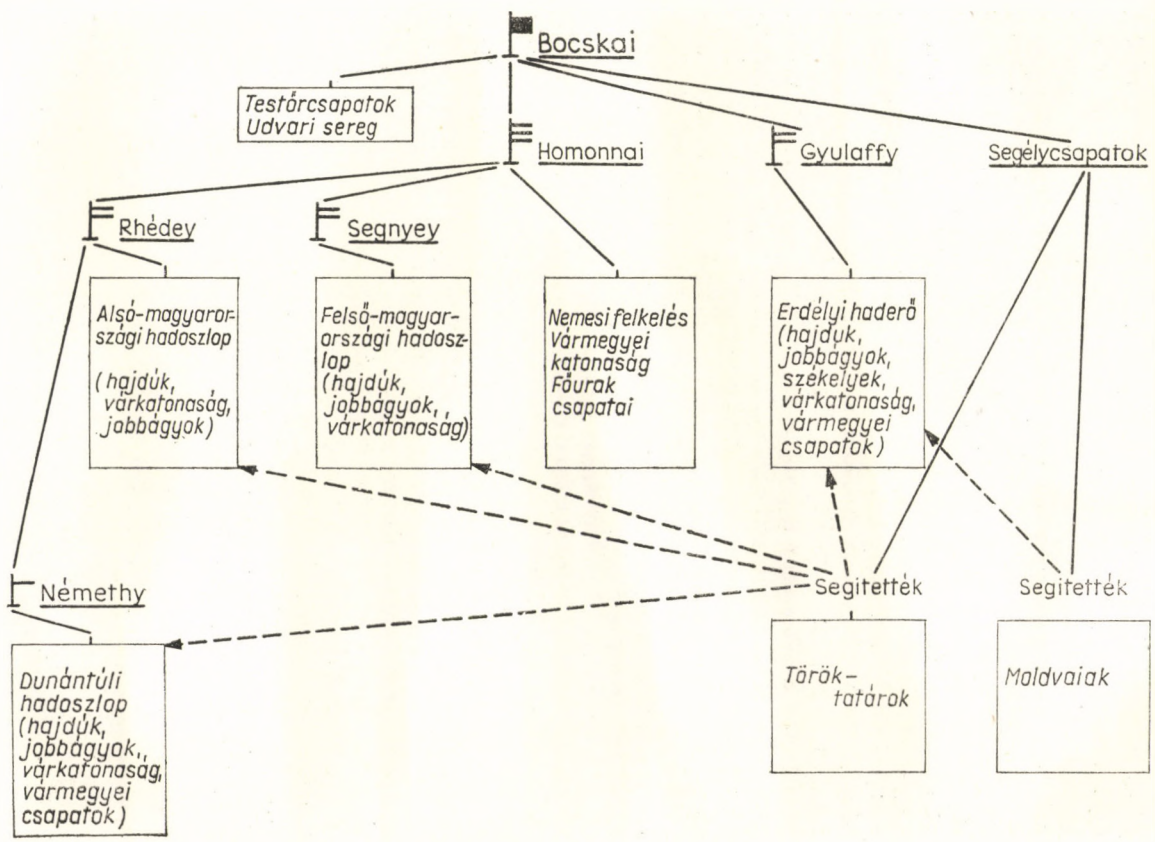 Bocskai
Testőrcsapatok
Udvari sereg
Homonnai
Gyulaffy
Segélycsapatok
Rhédey
Segnyey
Alsó-magyaror-
szági hadoszlop
(hajdúk,
várkatonaság,
jobbágyok)
Felső-magyar-
országi hadosz-
lop
(hajdúk,
jobbágyok,
várkatonaság)
Nemesi felkelés
Vármegyei
katonaság
Főurak
csapatai
Erdélyi haderő
(hajdúk,
jobbágyok,
székelyek,
várkatonaság,
vármegyei
csapatok)
Némethy
Segitették
Segitették
Dunántúli
hadoszlop
(hajdúk,
jobbágyok,
várkatonaság,
vármegyei
csapatok)
Török-
tatárok
Moldvaiak